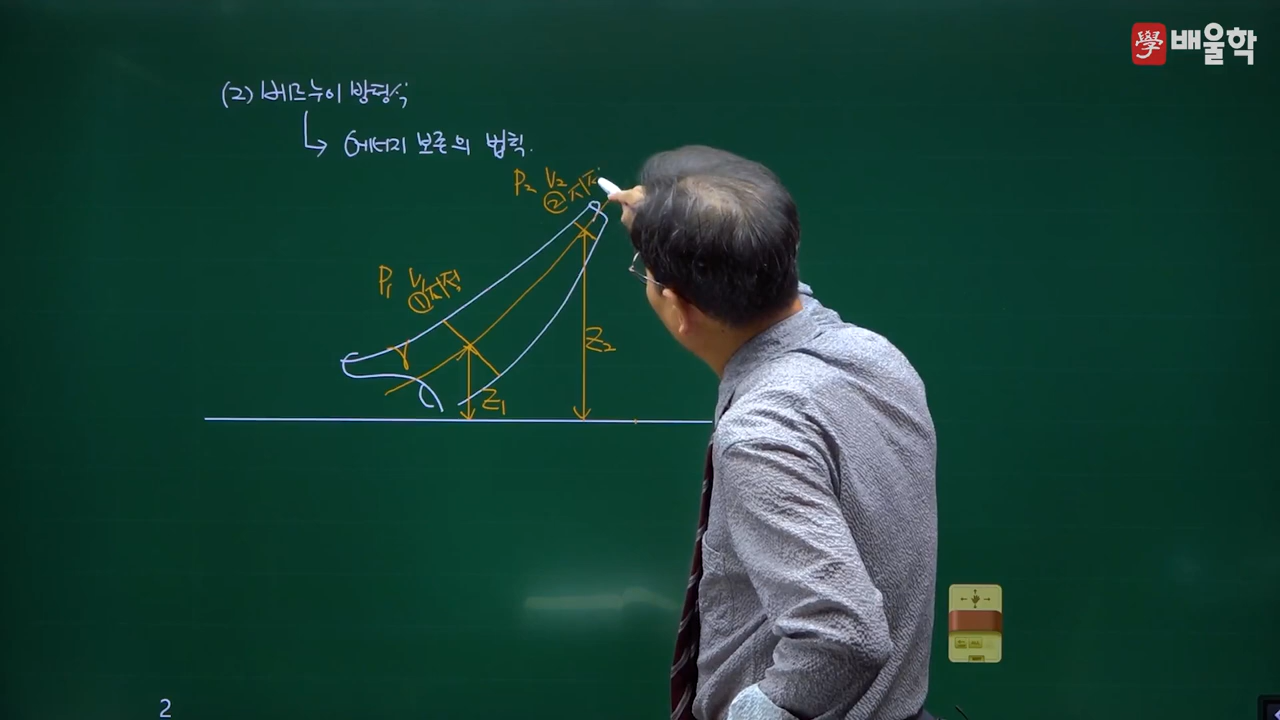 學 배울학
(2) 베르누이 방정식
↳ 에너지 보존의 법칙.
P₂ V₂
② 지점
P₁ V₁
① 지점
γ
Z₂
Z₁
2